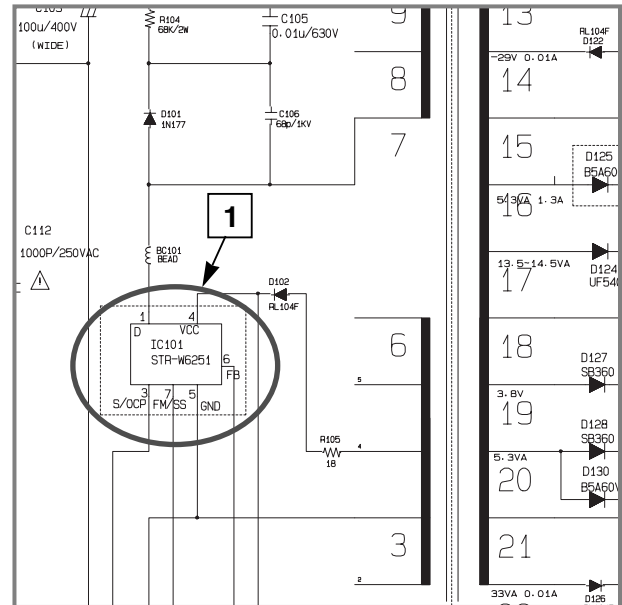 100u/400V
(WIDE)
R104
68K/2W
C105
0.01u/630V
9
8
7
D101
1N177
C106
68p/1KV
C112
1000P/250VAC
BC101
BEAD
1
D102
RL104F
1
4
D
VCC
IC101
STR-W6251
6
FB
3
7
5
S/OCP
FM/SS
GND
R105
18
6
5
4
3
2
13
RL104F
D122
-29V 0.01A
14
15
D125
B5A60
5.3VA 1.3A
16
13.5~14.5VA
D124
17
UF540
18
D127
SB360
3.8V
19
D128
SB360
5.3VA
20
D130
B5A60V
21
33VA 0.01A
D126